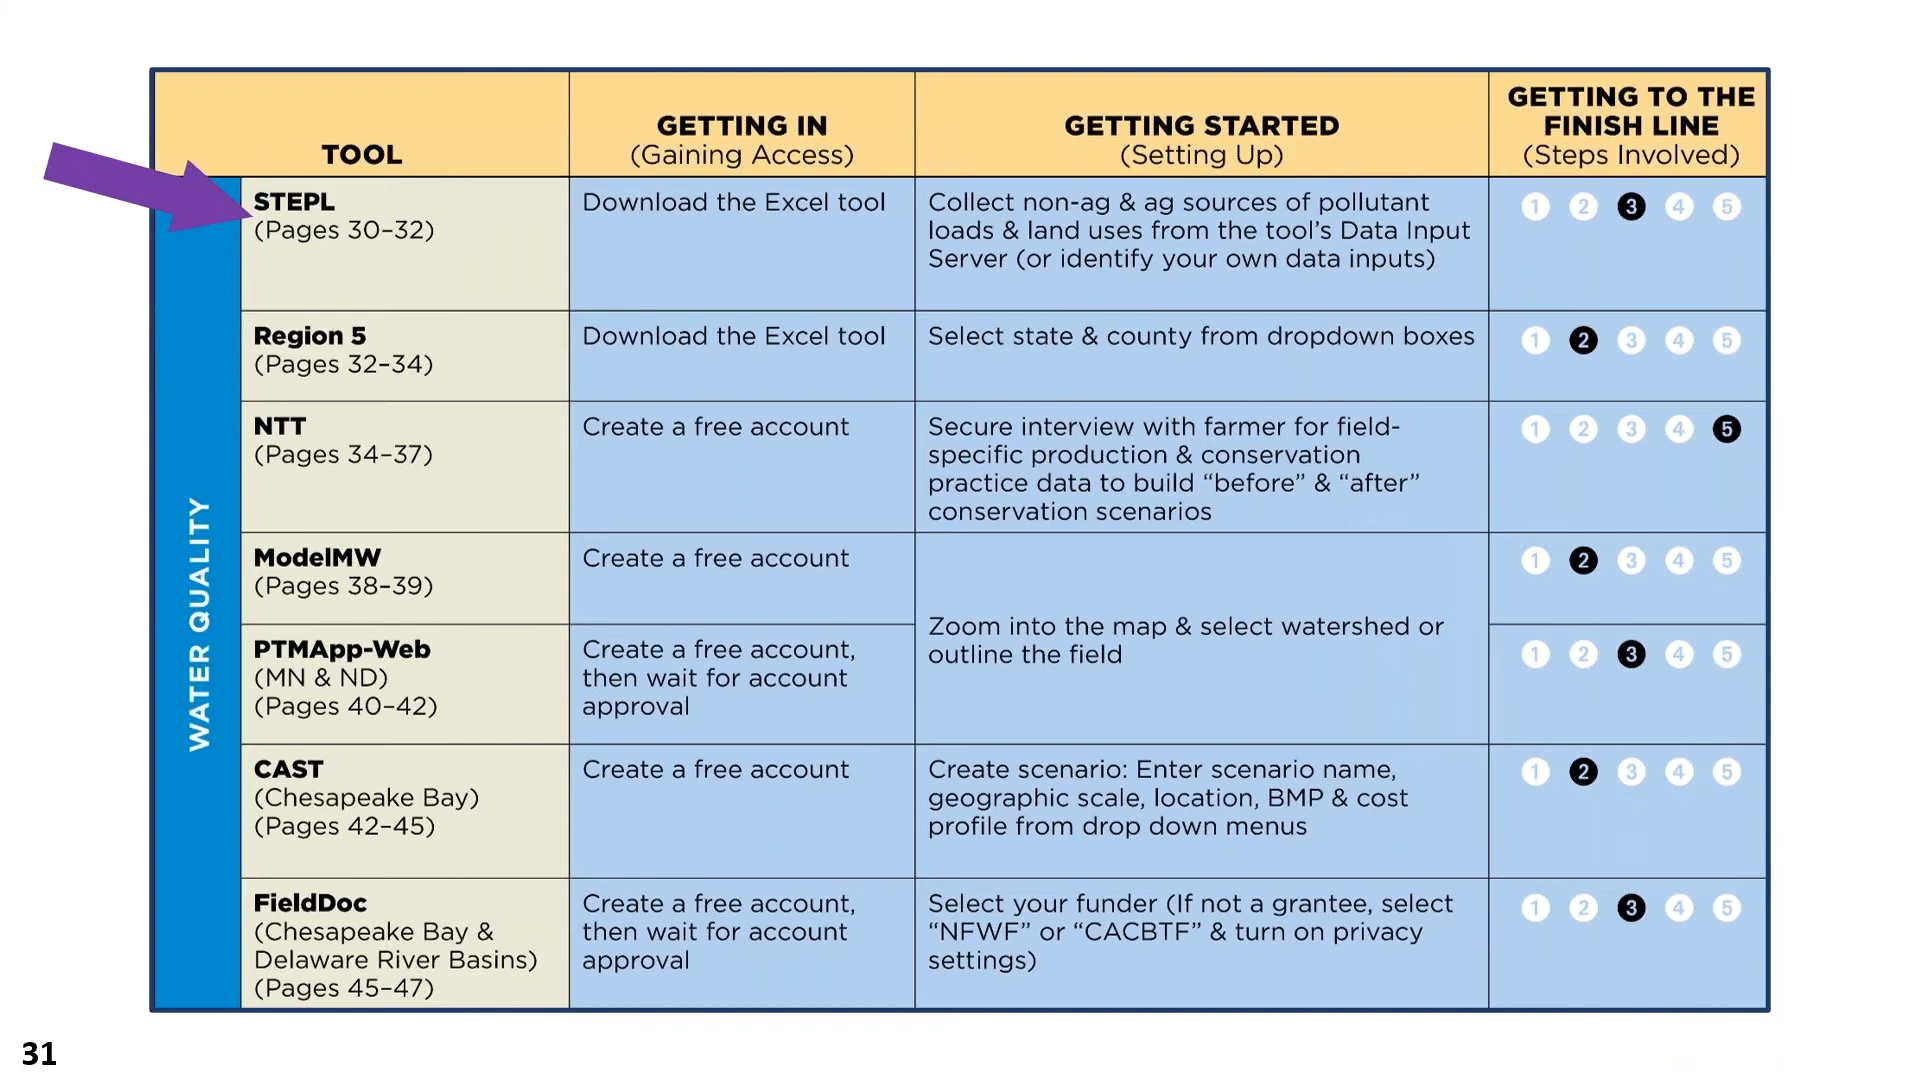 TOOL
GETTING IN
(Gaining Access)
GETTING STARTED
(Setting Up)
GETTING TO THE
FINISH LINE
(Steps Involved)
WATER QUALITY
STEPL
(Pages 30–32)
Download the Excel tool
Collect non-ag & ag sources of pollutant
loads & land uses from the tool’s Data Input
Server (or identify your own data inputs)
1 2 3 4 5
Region 5
(Pages 32–34)
Download the Excel tool
Select state & county from dropdown boxes
1 2 3 4 5
NTT
(Pages 34–37)
Create a free account
Secure interview with farmer for field-
specific production & conservation
practice data to build “before” & “after”
conservation scenarios
1 2 3 4 5
ModelMW
(Pages 38–39)
Create a free account
Zoom into the map & select watershed or
outline the field
1 2 3 4 5
PTMApp-Web
(MN & ND)
(Pages 40–42)
Create a free account,
then wait for account
approval
1 2 3 4 5
CAST
(Chesapeake Bay)
(Pages 42–45)
Create a free account
Create scenario: Enter scenario name,
geographic scale, location, BMP & cost
profile from drop down menus
1 2 3 4 5
FieldDoc
(Chesapeake Bay &
Delaware River Basins)
(Pages 45–47)
Create a free account,
then wait for account
approval
Select your funder (If not a grantee, select
“NFWF” or “CACBTF” & turn on privacy
settings)
1 2 3 4 5
31